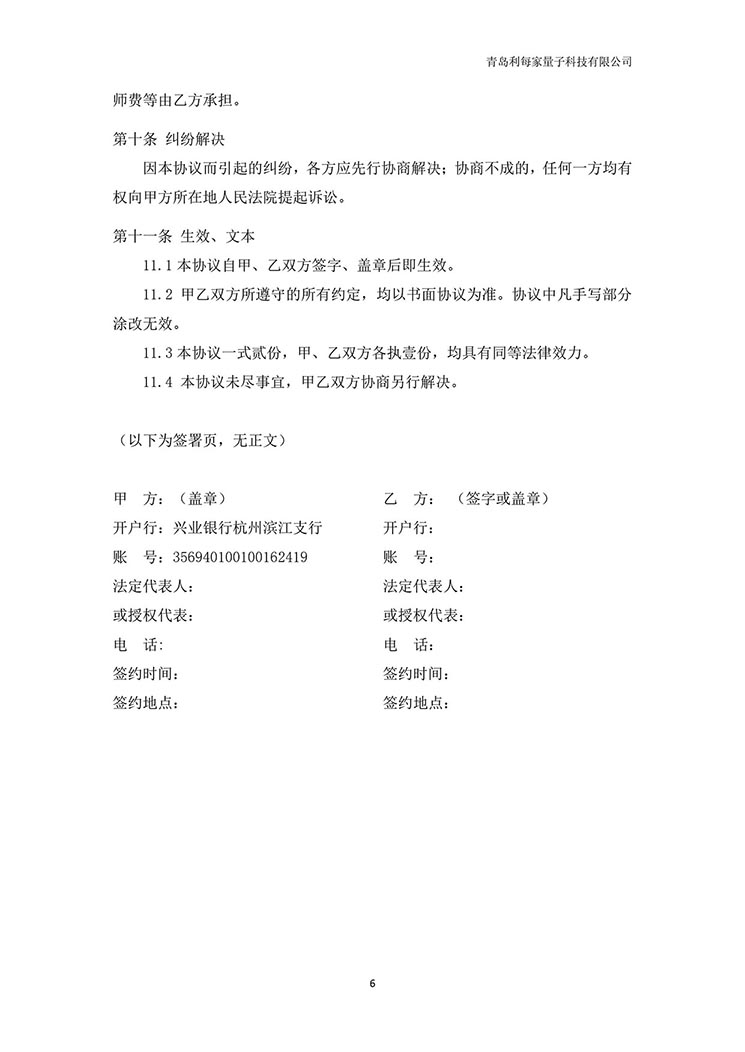 青岛利每家量子科技有限公司
师费等由乙方承担。
第十条 纠纷解决
因本协议而引起的纠纷，各方应先行协商解决；协商不成的，任何一方均有
权向甲方所在地人民法院提起诉讼。
第十一条 生效、文本
11.1本协议自甲、乙双方签字、盖章后即生效。
11.2 甲乙双方所遵守的所有约定，均以书面协议为准。协议中凡手写部分
涂改无效。
11.3本协议一式贰份，甲、乙双方各执壹份，均具有同等法律效力。
11.4 本协议未尽事宜，甲乙双方协商另行解决。
（以下为签署页，无正文）
甲 方：（盖章） 乙 方： （签字或盖章）
开户行：兴业银行杭州滨江支行 开户行：
账 号：356940100100162419 账 号：
法定代表人： 法定代表人：
或授权代表： 或授权代表：
电 话: 电 话：
签约时间： 签约时间：
签约地点： 签约地点：
6